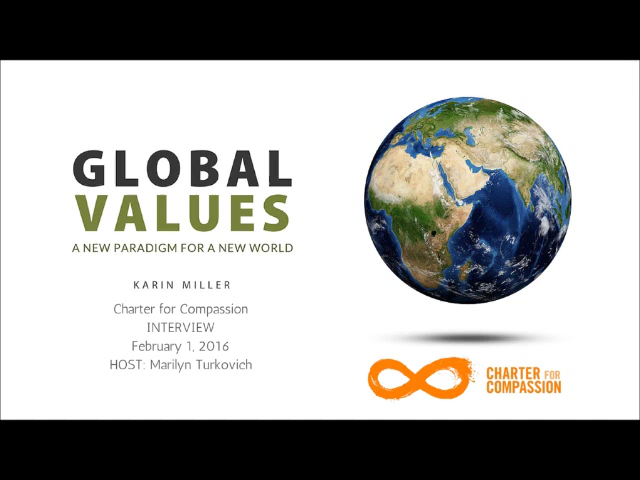 GLOBAL
VALUES
A NEW PARADIGM FOR A NEW WORLD
KARIN MILLER
Charter for Compassion
INTERVIEW
February 1, 2016
HOST: Marilyn Turkovich
CHARTER FOR
COMPASSION